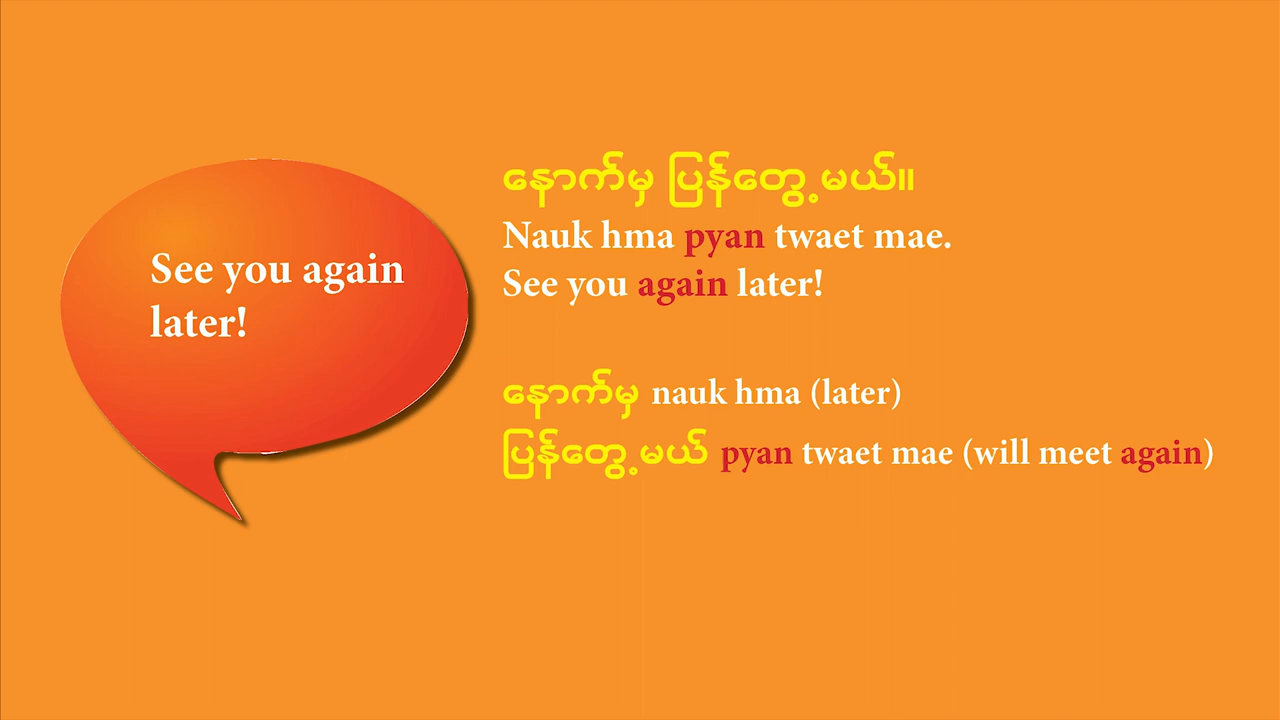 See you again
later!
နောက်မှ ပြန်တွေ့မယ်။
Nauk hma pyan twaet mae.
See you again later!
နောက်မှ nauk hma (later)
ပြန်တွေ့မယ် pyan twaet mae (will meet again)